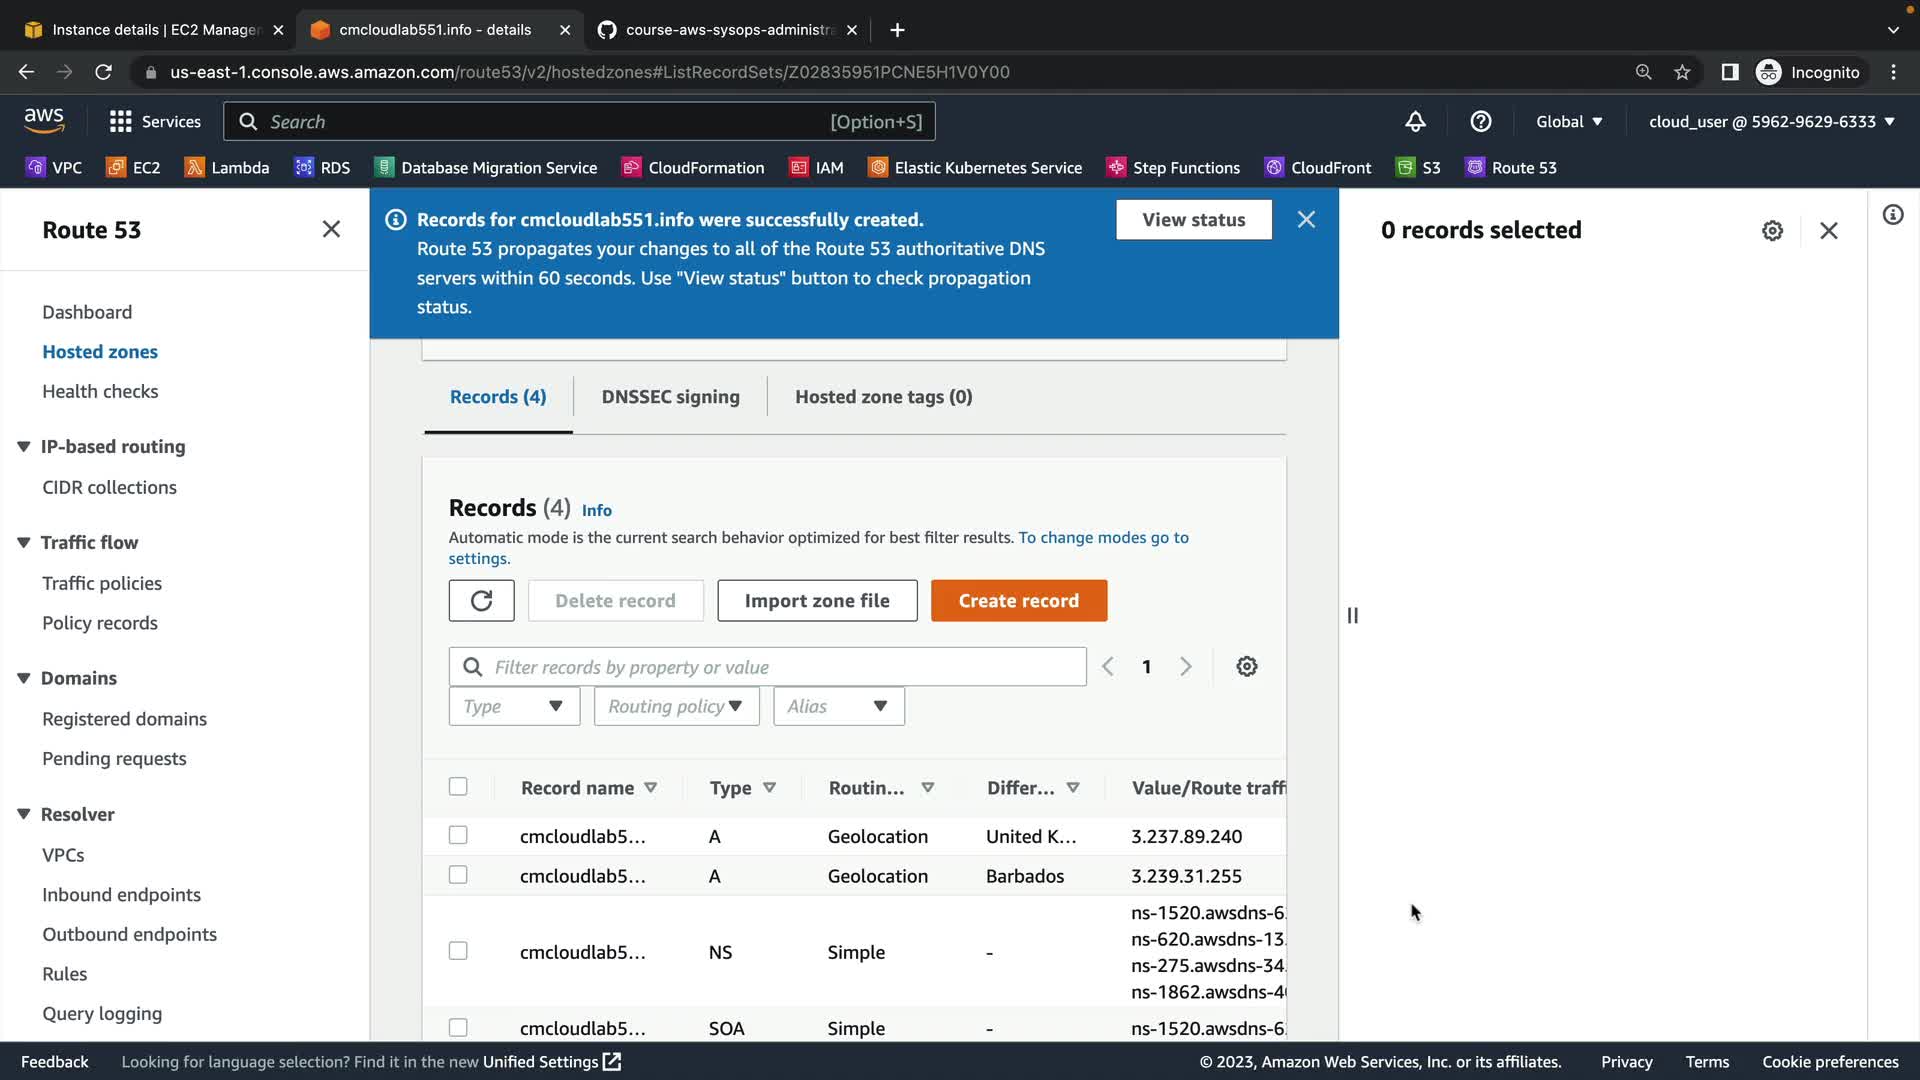 Instance details | EC2 Manager
cmcloudlab551.info - details
course-aws-sysops-administra
us-east-1.console.aws.amazon.com/route53/v2/hostedzones#ListRecordSets/Z02835951PCNE5H1V0Y00
Incognito
aws
Services
Search
[Option+S]
Global
cloud_user @ 5962-9629-6333
VPC
EC2
Lambda
RDS
Database Migration Service
CloudFormation
IAM
Elastic Kubernetes Service
Step Functions
CloudFront
S3
Route 53
Route 53
Dashboard
Hosted zones
Health checks
IP-based routing
CIDR collections
Traffic flow
Traffic policies
Policy records
Domains
Registered domains
Pending requests
Resolver
VPCs
Inbound endpoints
Outbound endpoints
Rules
Query logging
Records for cmcloudlab551.info were successfully created.
Route 53 propagates your changes to all of the Route 53 authoritative DNS
servers within 60 seconds. Use "View status" button to check propagation
status.
View status
0 records selected
Records (4)
DNSSEC signing
Hosted zone tags (0)
Records (4) Info
Automatic mode is the current search behavior optimized for best filter results. To change modes go to
settings.
Delete record
Import zone file
Create record
Filter records by property or value
1
Type
Routing policy
Alias
Record name
Type
Routin...
Differ...
Value/Route traffi
cmcloudlab5... A Geolocation United K... 3.237.89.240
cmcloudlab5... A Geolocation Barbados 3.239.31.255
cmcloudlab5... NS Simple -
ns-1520.awsdns-6
ns-620.awsdns-13.
ns-275.awsdns-34.
ns-1862.awsdns-4
cmcloudlab5... SOA Simple - ns-1520.awsdns-6
Feedback
Looking for language selection? Find it in the new Unified Settings
© 2023, Amazon Web Services, Inc. or its affiliates.
Privacy
Terms
Cookie preferences